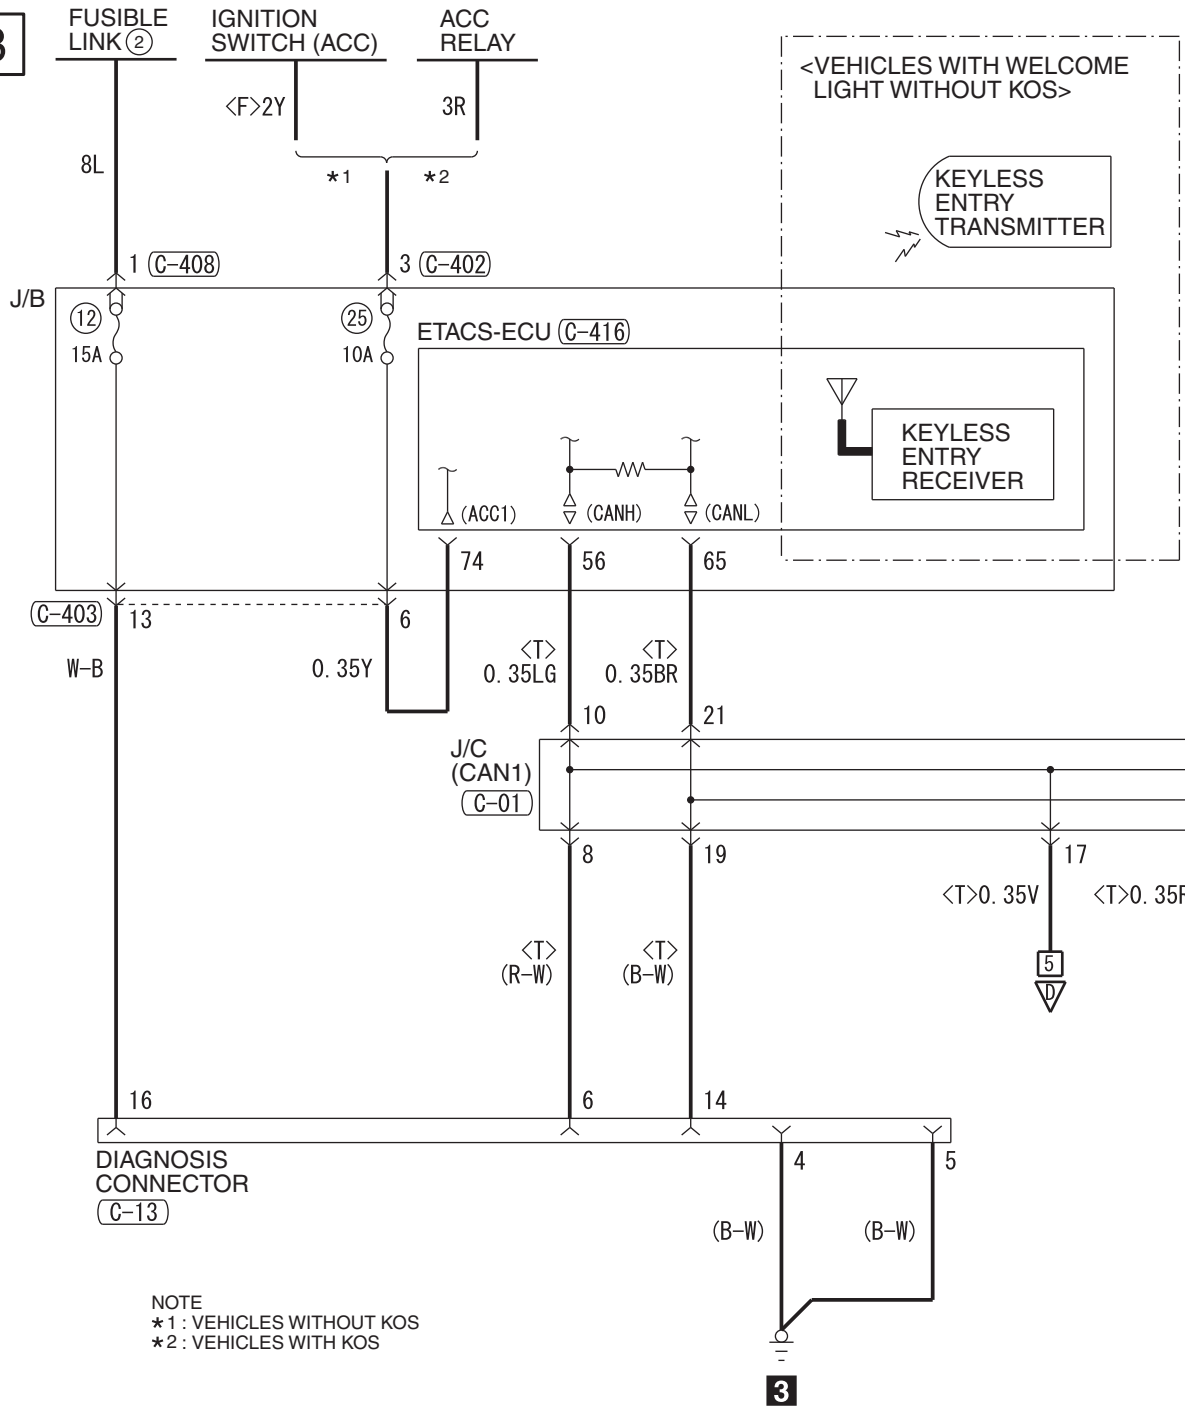 3
FUSIBLE
LINK ②
IGNITION
SWITCH (ACC)
ACC
RELAY
<VEHICLES WITH WELCOME
LIGHT WITHOUT KOS>
<F>2Y
3R
8L
*1
*2
KEYLESS
ENTRY
TRANSMITTER
1 (C-408)
3 (C-402)
J/B
12
15A
25
10A
ETACS-ECU (C-416)
KEYLESS
ENTRY
RECEIVER
(ACC1)
(CANH)
(CANL)
74
56
65
(C-403)
13
6
W-B
0.35Y
<T>
0.35LG
<T>
0.35BR
10
21
J/C
(CAN1)
(C-01)
8
19
17
<T>0.35V
<T>0.35
<T>
(R-W)
<T>
(B-W)
5
D
16
6
14
DIAGNOSIS
CONNECTOR
(C-13)
4
5
(B-W)
(B-W)
NOTE
*1 : VEHICLES WITHOUT KOS
*2 : VEHICLES WITH KOS
3